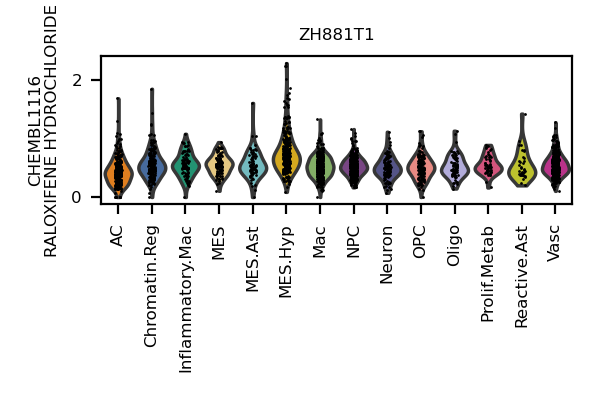 ZH881T1
CHEMBL1116
RALOXIFENE HYDROCHLORIDE
2
0
AC
Chromatin.Reg
Inflammatory.Mac
MES
MES.Ast
MES.Hyp
Mac
NPC
Neuron
OPC
Oligo
Prolif.Metab
Reactive.Ast
Vasc